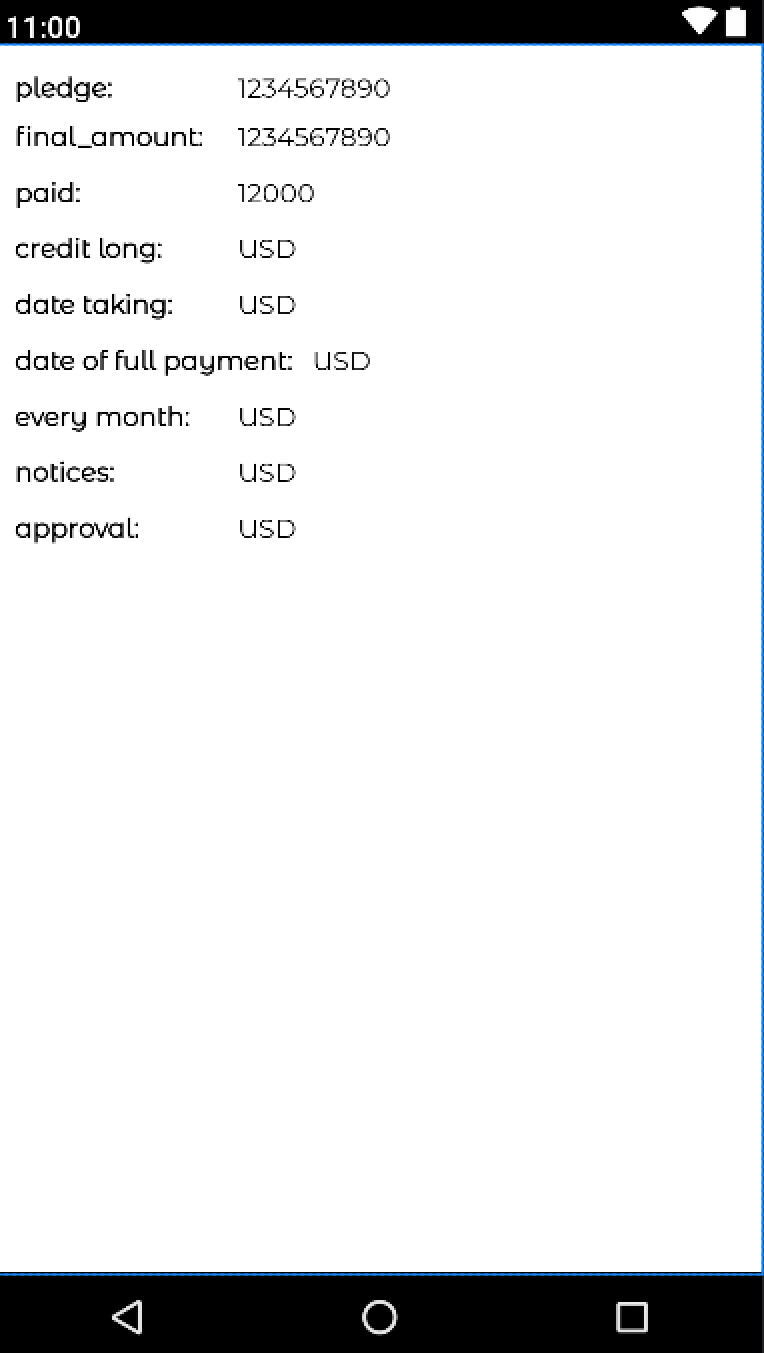 11:00
pledge: 1234567890
final_amount: 1234567890
paid: 12000
credit long: USD
date taking: USD
date of full payment: USD
every month: USD
notices: USD
approval: USD